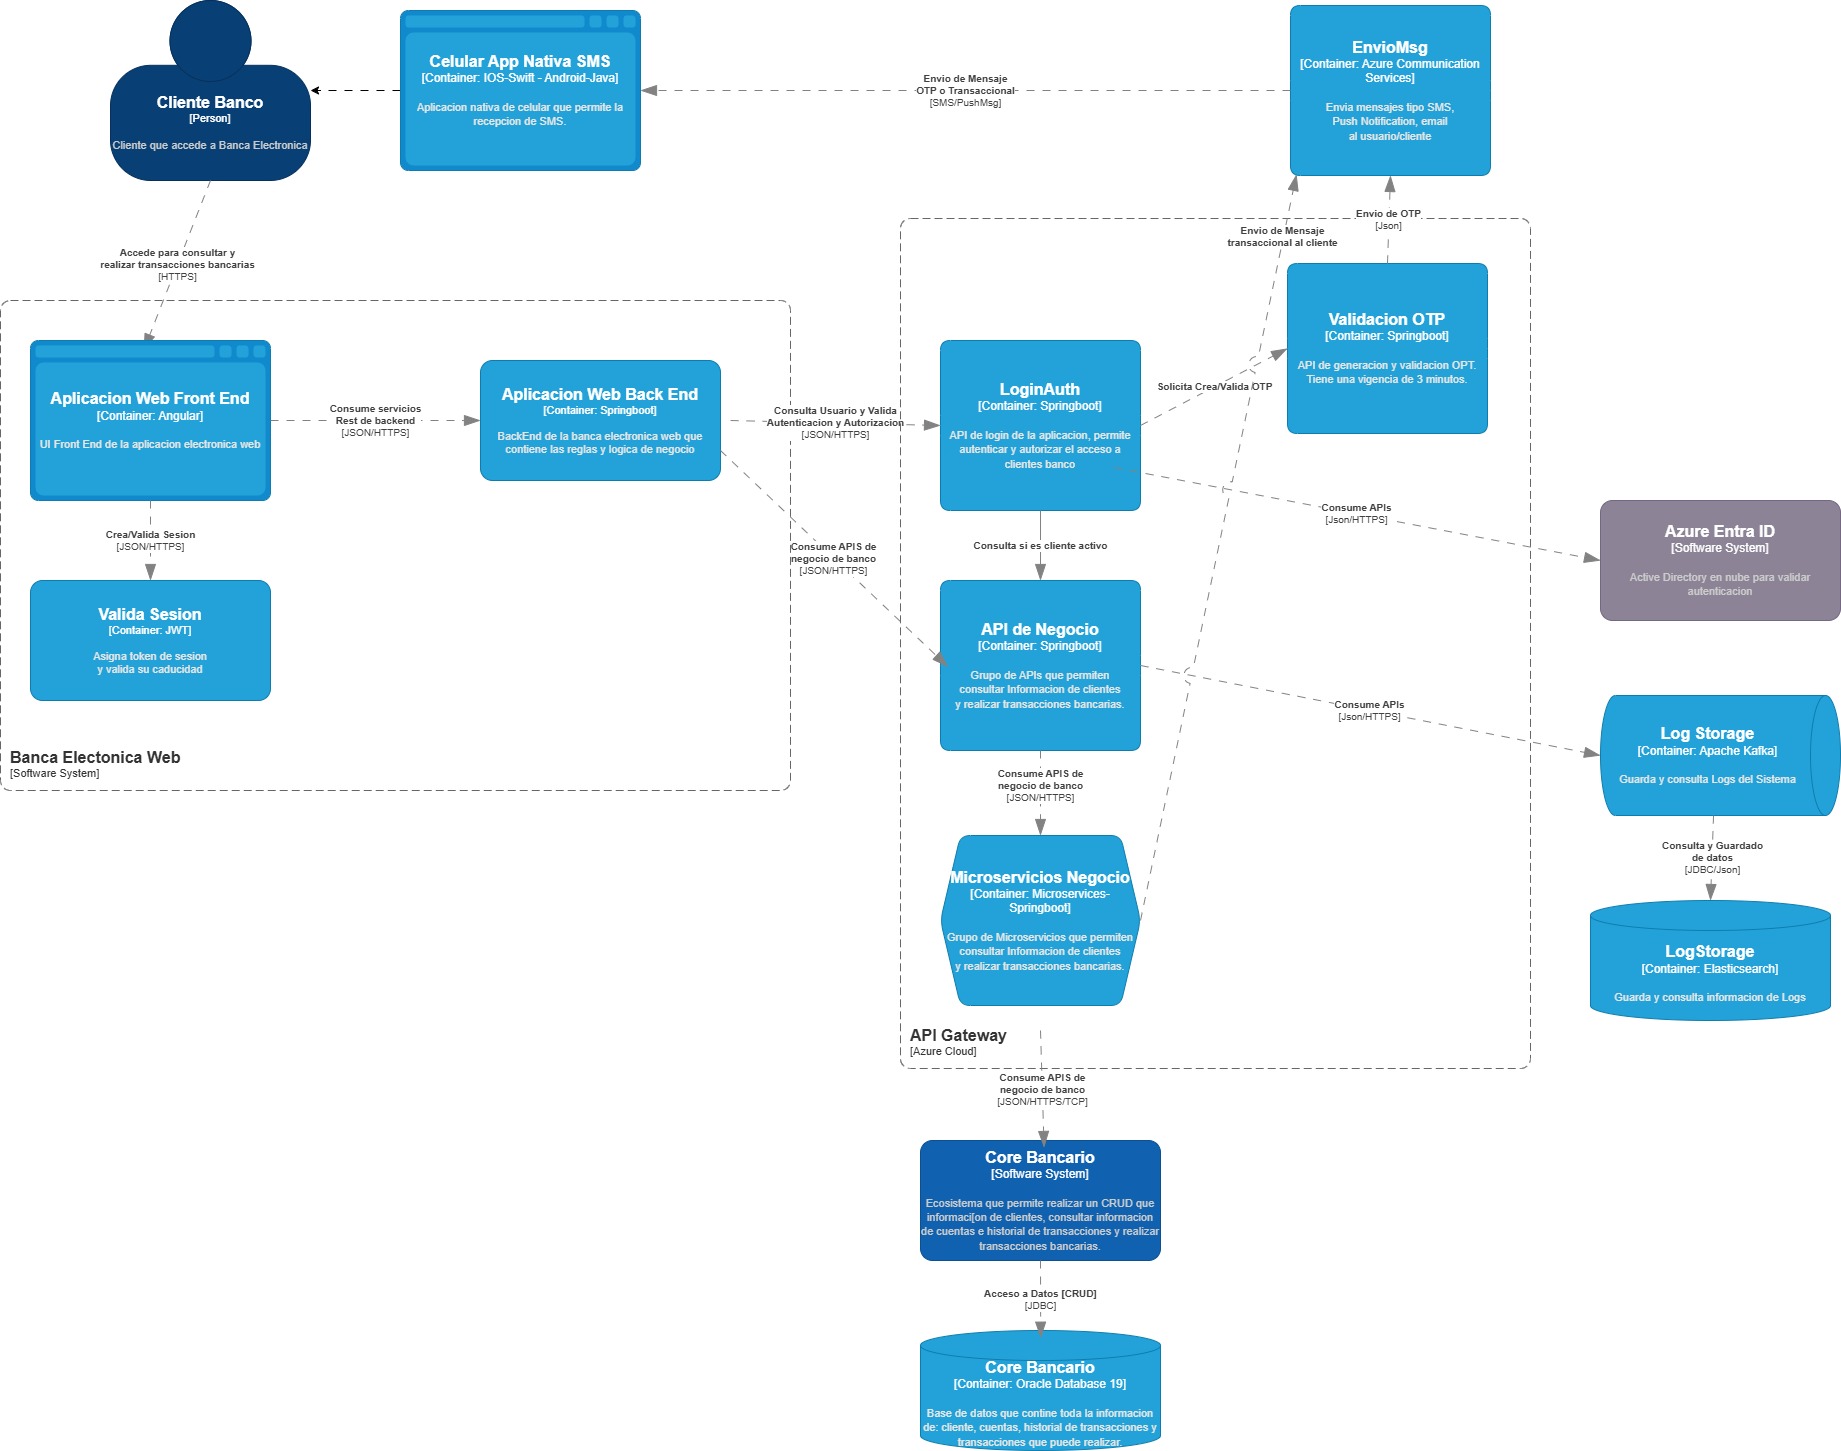 Cliente Banco
[Person]
Cliente que accede a Banca Electronica
Celular App Nativa SMS
[Container: IOS-Swift - Android-Java]
Aplicacion nativa de celular que permite la
recepcion de SMS.
Envio de Mensaje
OTP o Transaccional
[SMS/PushMsg]
EnvioMsg
[Container: Azure Communication
Services]
Envia mensajes tipo SMS,
Push Notification, email
al usuario/cliente
Accede para consultar y
realizar transacciones bancarias
[HTTPS]
Envio de OTP
[Json]
Envio de Mensaje
transaccional al cliente
Validacion OTP
[Container: Springboot]
API de generacion y validacion OPT.
Tiene una vigencia de 3 minutos.
Aplicacion Web Front End
[Container: Angular]
UI Front End de la aplicacion electronica web
Consume servicios
Rest de backend
[JSON/HTTPS]
Aplicacion Web Back End
[Container: Springboot]
BackEnd de la banca electronica web que
contiene las reglas y logica de negocio
Consulta Usuario y Valida
Autenticacion y Autorizacion
[JSON/HTTPS]
LoginAuth
[Container: Springboot]
API de login de la aplicacion, permite
autenticar y autorizar el acceso a
clientes banco
Solicita Crea/Valida OTP
Consume APIs
[Json/HTTPS]
Azure Entra ID
[Software System]
Active Directory en nube para validar
autenticacion
Crea/Valida Sesion
[JSON/HTTPS]
Consume APIS de
negocio de banco
[JSON/HTTPS]
Consulta si es cliente activo
Valida Sesion
[Container: JWT]
Asigna token de sesion
y valida su caducidad
API de Negocio
[Container: Springboot]
Grupo de APIs que permiten
consultar Informacion de clientes
y realizar transacciones bancarias.
Consume APIs
[Json/HTTPS]
Log Storage
[Container: Apache Kafka]
Guarda y consulta Logs del Sistema
Banca Electonica Web
[Software System]
Consume APIS de
negocio de banco
[JSON/HTTPS]
Consulta y Guardado
de datos
[JDBC/Json]
Microservicios Negocio
[Container: Microservices-
Springboot]
Grupo de Microservicios que permiten
consultar Informacion de clientes
y realizar transacciones bancarias.
LogStorage
[Container: Elasticsearch]
Guarda y consulta informacion de Logs
API Gateway
[Azure Cloud]
Consume APIS de
negocio de banco
[JSON/HTTPS/TCP]
Core Bancario
[Software System]
Ecosistema que permite realizar un CRUD que
informaci[on de clientes, consultar informacion
de cuentas e historial de transacciones y realizar
transacciones bancarias.
Acceso a Datos [CRUD]
[JDBC]
Core Bancario
[Container: Oracle Database 19]
Base de datos que contine toda la informacion
de: cliente, cuentas, historial de transacciones y
transacciones que puede realizar.